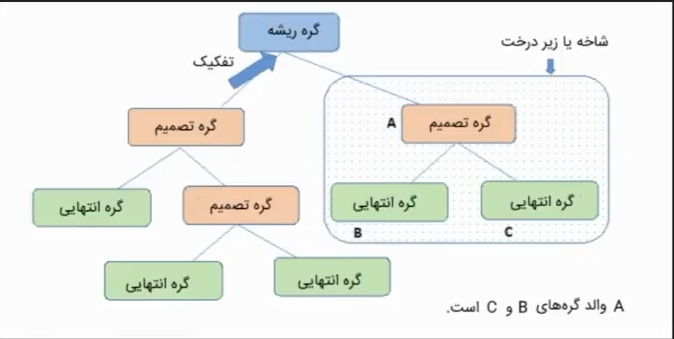 گره ریشه
تفکیک
شاخه یا زیر درخت
گره تصمیم
A
گره تصمیم
گره انتهایی
گره تصمیم
گره انتهایی
گره انتهایی
B
C
گره انتهایی
گره انتهایی
A والد گره‌های B و C است.